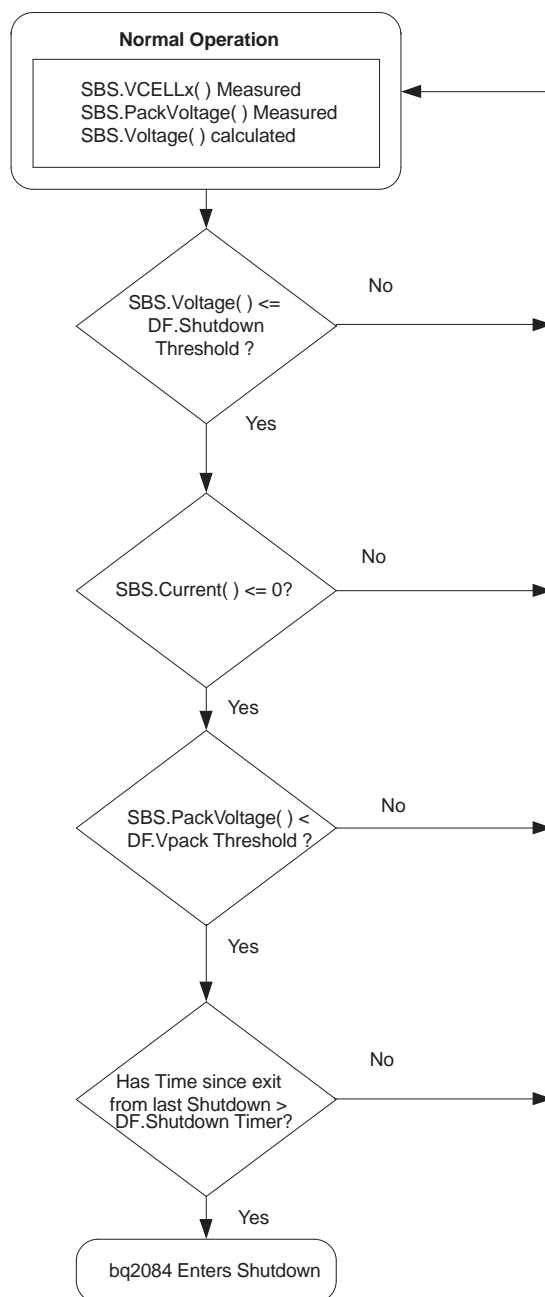 Normal Operation
SBS.VCELLx( ) Measured
SBS.PackVoltage( ) Measured
SBS.Voltage( ) calculated
SBS.Voltage( ) <=
DF.Shutdown
Threshold ?
No
Yes
SBS.Current( ) <= 0?
No
Yes
SBS.PackVoltage( ) <
DF.Vpack Threshold ?
No
Yes
Has Time since exit
from last Shutdown >
DF.Shutdown Timer?
No
Yes
bq2084 Enters Shutdown